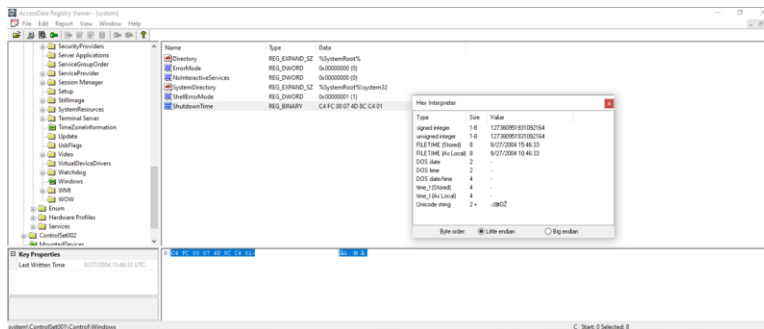 AccessData Registry Viewer - [system]
File Edit Report View Window Help
SecurityProviders
Server Applications
ServiceGroupOrder
ServiceProvider
Session Manager
Setup
StillImage
SystemResources
Terminal Server
TimeZoneInformation
Update
UsbFlags
Video
VirtualDeviceDrivers
Watchdog
Windows
WMI
WOW
Enum
Hardware Profiles
Services
ControlSet002
MountedDevices
Name Type Data
Directory REG_EXPAND_SZ %SystemRoot%
ErrorMode REG_DWORD 0x00000000 (0)
NoInteractiveServices REG_DWORD 0x00000000 (0)
SystemDirectory REG_EXPAND_SZ %SystemRoot%\system32
ShellErrorMode REG_DWORD 0x00000001 (1)
ShutdownTime REG_BINARY C4 FC 00 07 4D 8C C4 01
Hex Interpreter
Type Size Value
signed integer 1-8 127380951931092164
unsigned integer 1-8 127380951931092164
FILETIME (Stored) 8 8/27/2004 15:46:33
FILETIME (As Local) 8 8/27/2004 10:46:33
DOS date 2 -
DOS time 2 -
DOS date/time 4 -
time_t (Stored) 4 -
time_t (As Local) 4 -
Unicode string 2 +
Byte order: Little endian Big endian
Key Properties
Last Written Time 8/27/2004 15:46:33 UTC
0 C4 FC 00 07 4D 8C C4 01
system\ControlSet001\Control\Windows
C Start: 0 Selected: 8